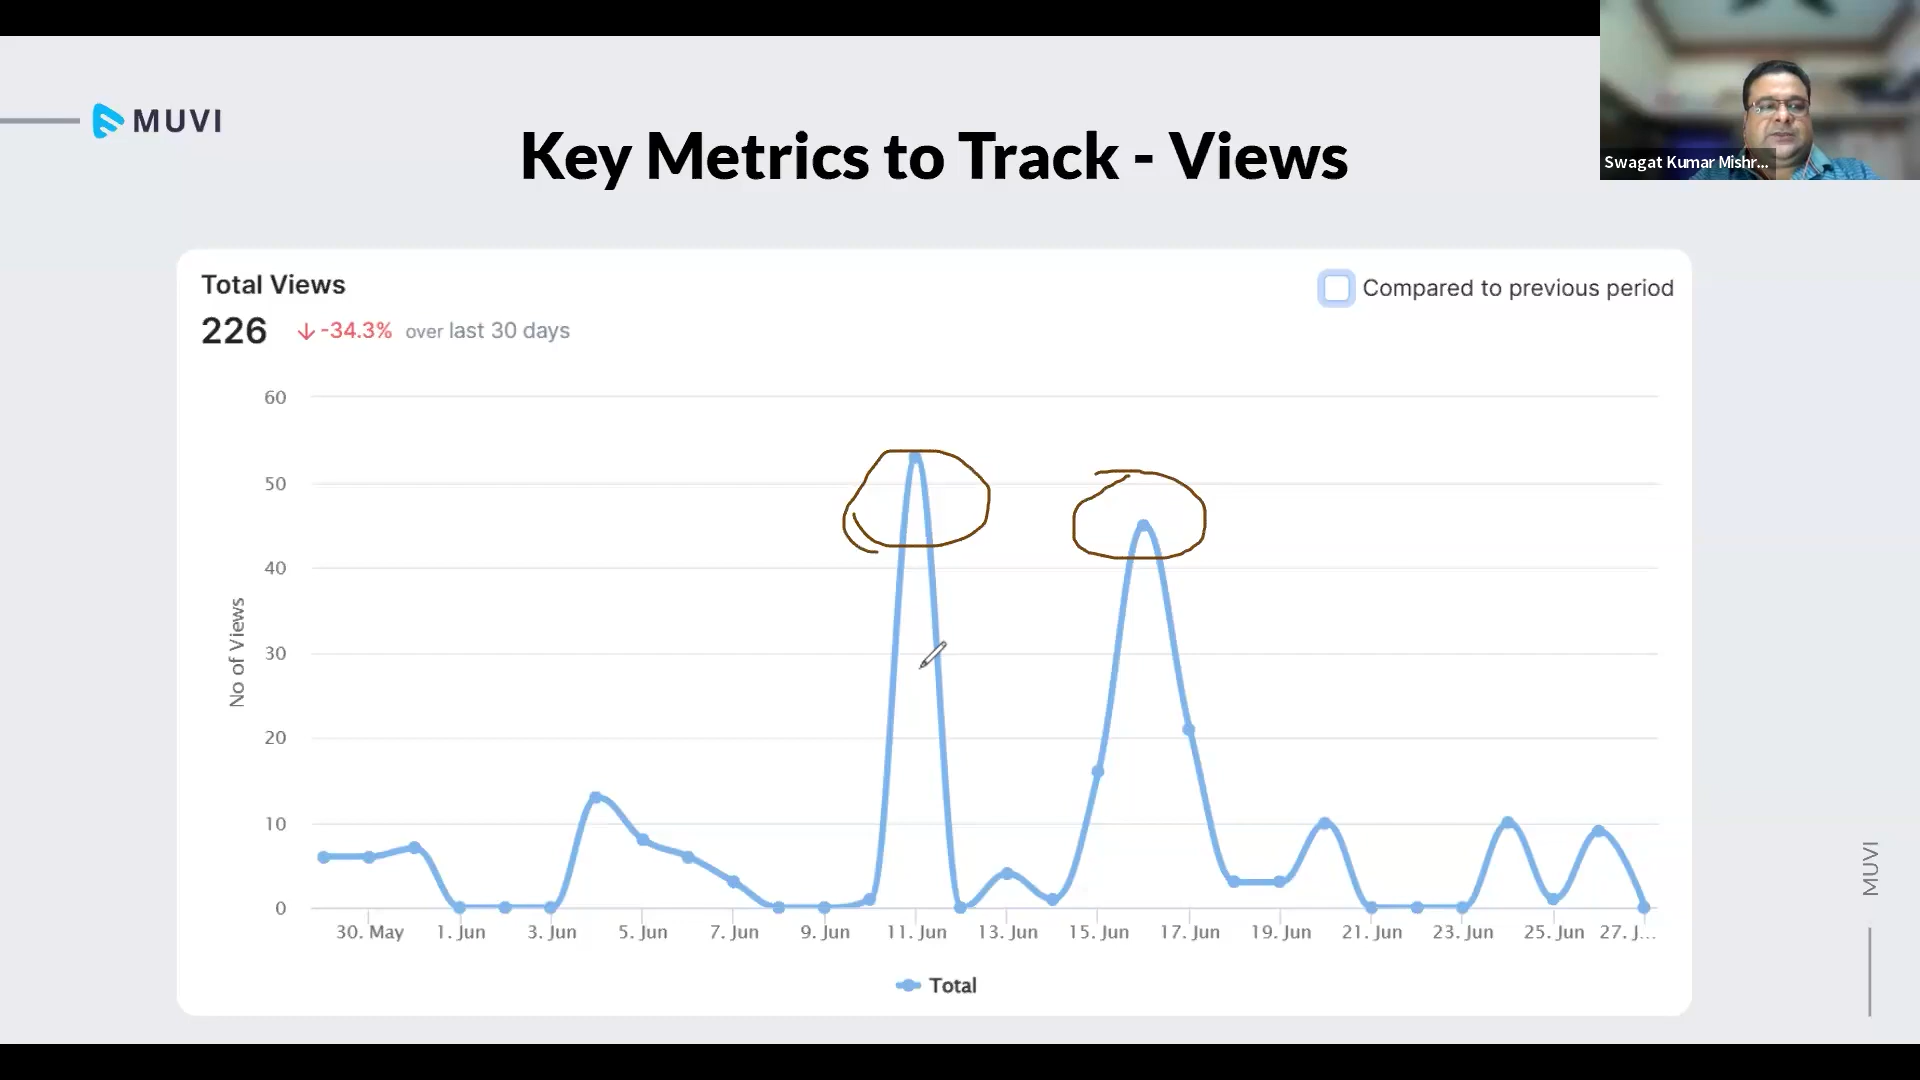 MUVI
Key Metrics to Track - Views
Swagat Kumar Mishr...
Total Views
Compared to previous period
226 -34.3% over last 30 days
60
50
40
30
20
10
0
No of Views
30. May 1. Jun 3. Jun 5. Jun 7. Jun 9. Jun 11. Jun 13. Jun 15. Jun 17. Jun 19. Jun 21. Jun 23. Jun 25. Jun 27. J...
Total
MUVI